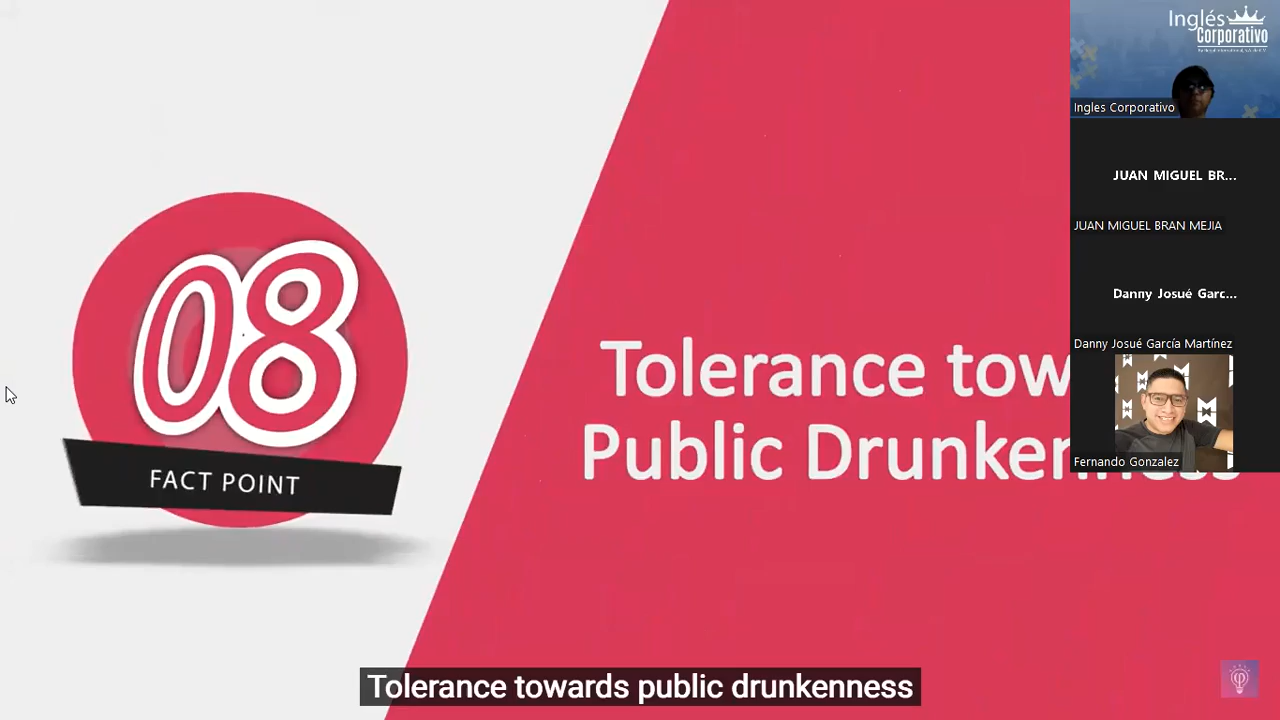 08
FACT POINT
Tolerance tow
Public Drunkenness
Tolerance towards public drunkenness
Inglés
Corporativo
Ingles Corporativo
JUAN MIGUEL BR...
JUAN MIGUEL BRAN MEJIA
Danny Josué Garc...
Danny Josué García Martínez
Fernando Gonzalez